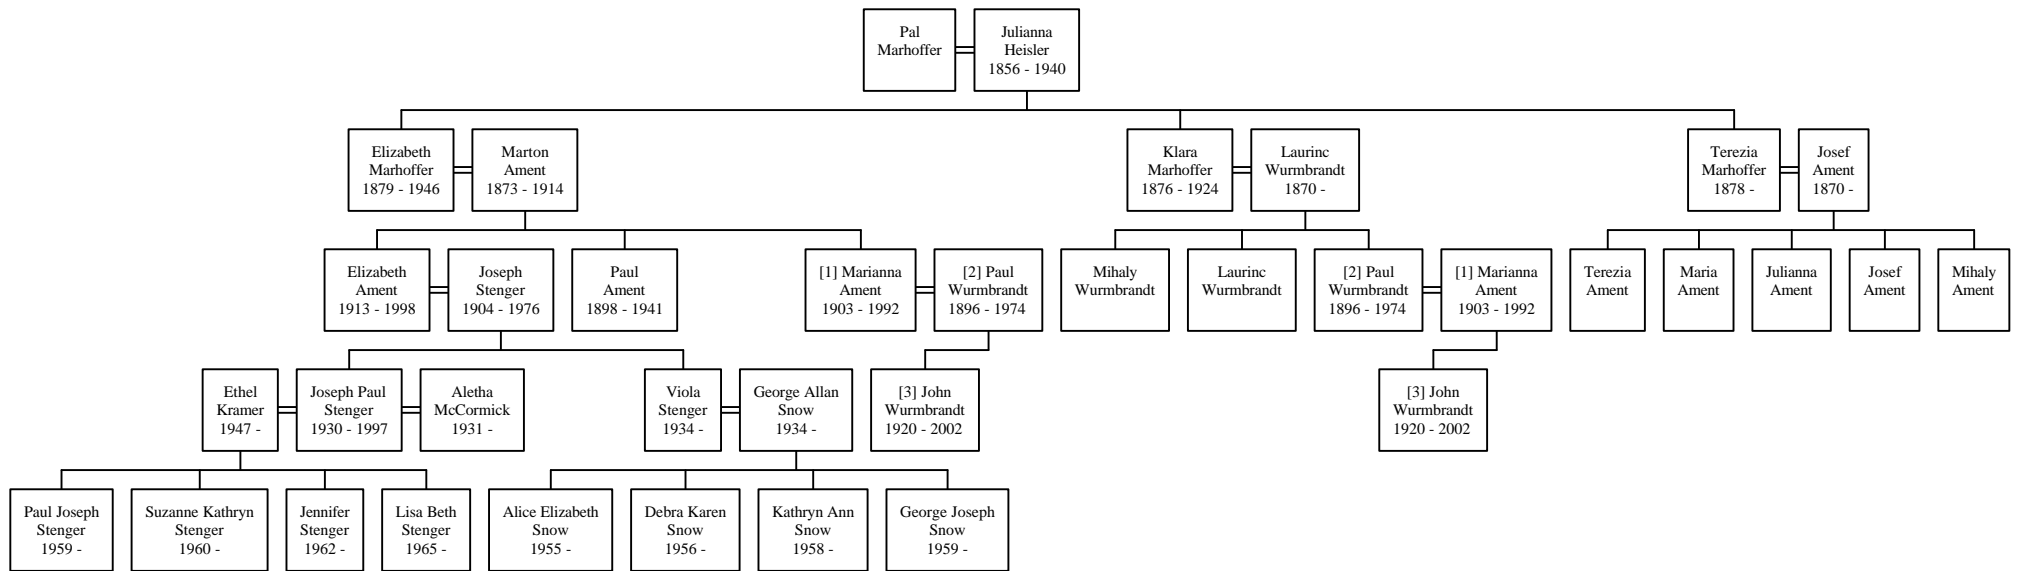 Pal
Marhoffer
Julianna
Heisler
1856 - 1940
Elizabeth
Marhoffer
1879 - 1946
Marton
Ament
1873 - 1914
Klara
Marhoffer
1876 - 1924
Laurinc
Wurmbrandt
1870 -
Terezia
Marhoffer
1878 -
Josef
Ament
1870 -
Elizabeth
Ament
1913 - 1998
Joseph
Stenger
1904 - 1976
Paul
Ament
1898 - 1941
[1] Marianna
Ament
1903 - 1992
[2] Paul
Wurmbrandt
1896 - 1974
Mihaly
Wurmbrandt
Laurinc
Wurmbrandt
[2] Paul
Wurmbrandt
1896 - 1974
[1] Marianna
Ament
1903 - 1992
Terezia
Ament
Maria
Ament
Julianna
Ament
Josef
Ament
Mihaly
Ament
Ethel
Kramer
1947 -
Joseph Paul
Stenger
1930 - 1997
Aletha
McCormick
1931 -
Viola
Stenger
1934 -
George Allan
Snow
1934 -
[3] John
Wurmbrandt
1920 - 2002
[3] John
Wurmbrandt
1920 - 2002
Paul Joseph
Stenger
1959 -
Suzanne Kathryn
Stenger
1960 -
Jennifer
Stenger
1962 -
Lisa Beth
Stenger
1965 -
Alice Elizabeth
Snow
1955 -
Debra Karen
Snow
1956 -
Kathryn Ann
Snow
1958 -
George Joseph
Snow
1959 -